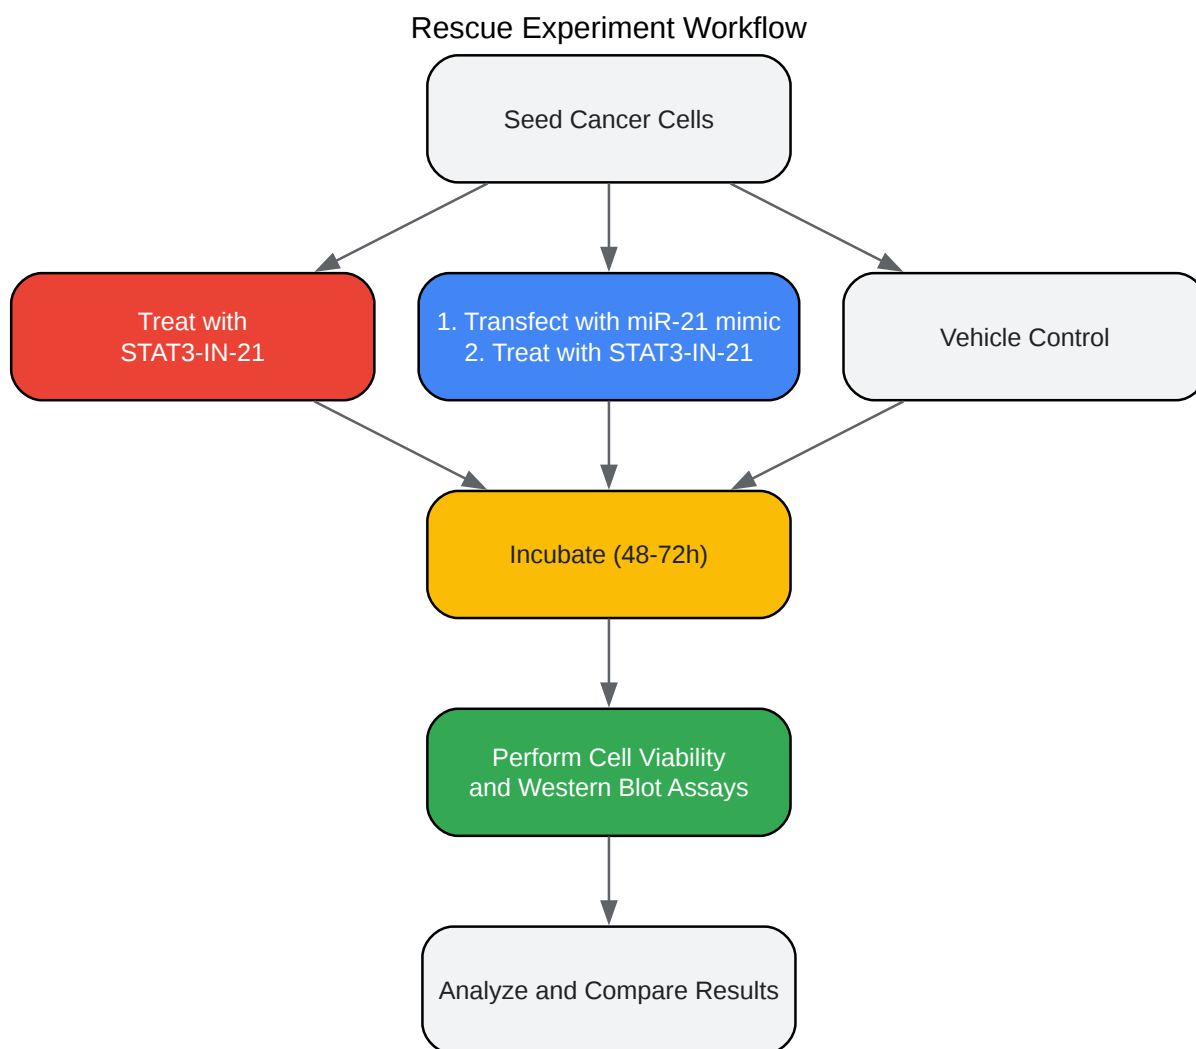 Rescue Experiment Workflow
Seed Cancer Cells
Treat with
STAT3-IN-21
1. Transfect with miR-21 mimic
2. Treat with STAT3-IN-21
Vehicle Control
Incubate (48-72h)
Perform Cell Viability
and Western Blot Assays
Analyze and Compare Results